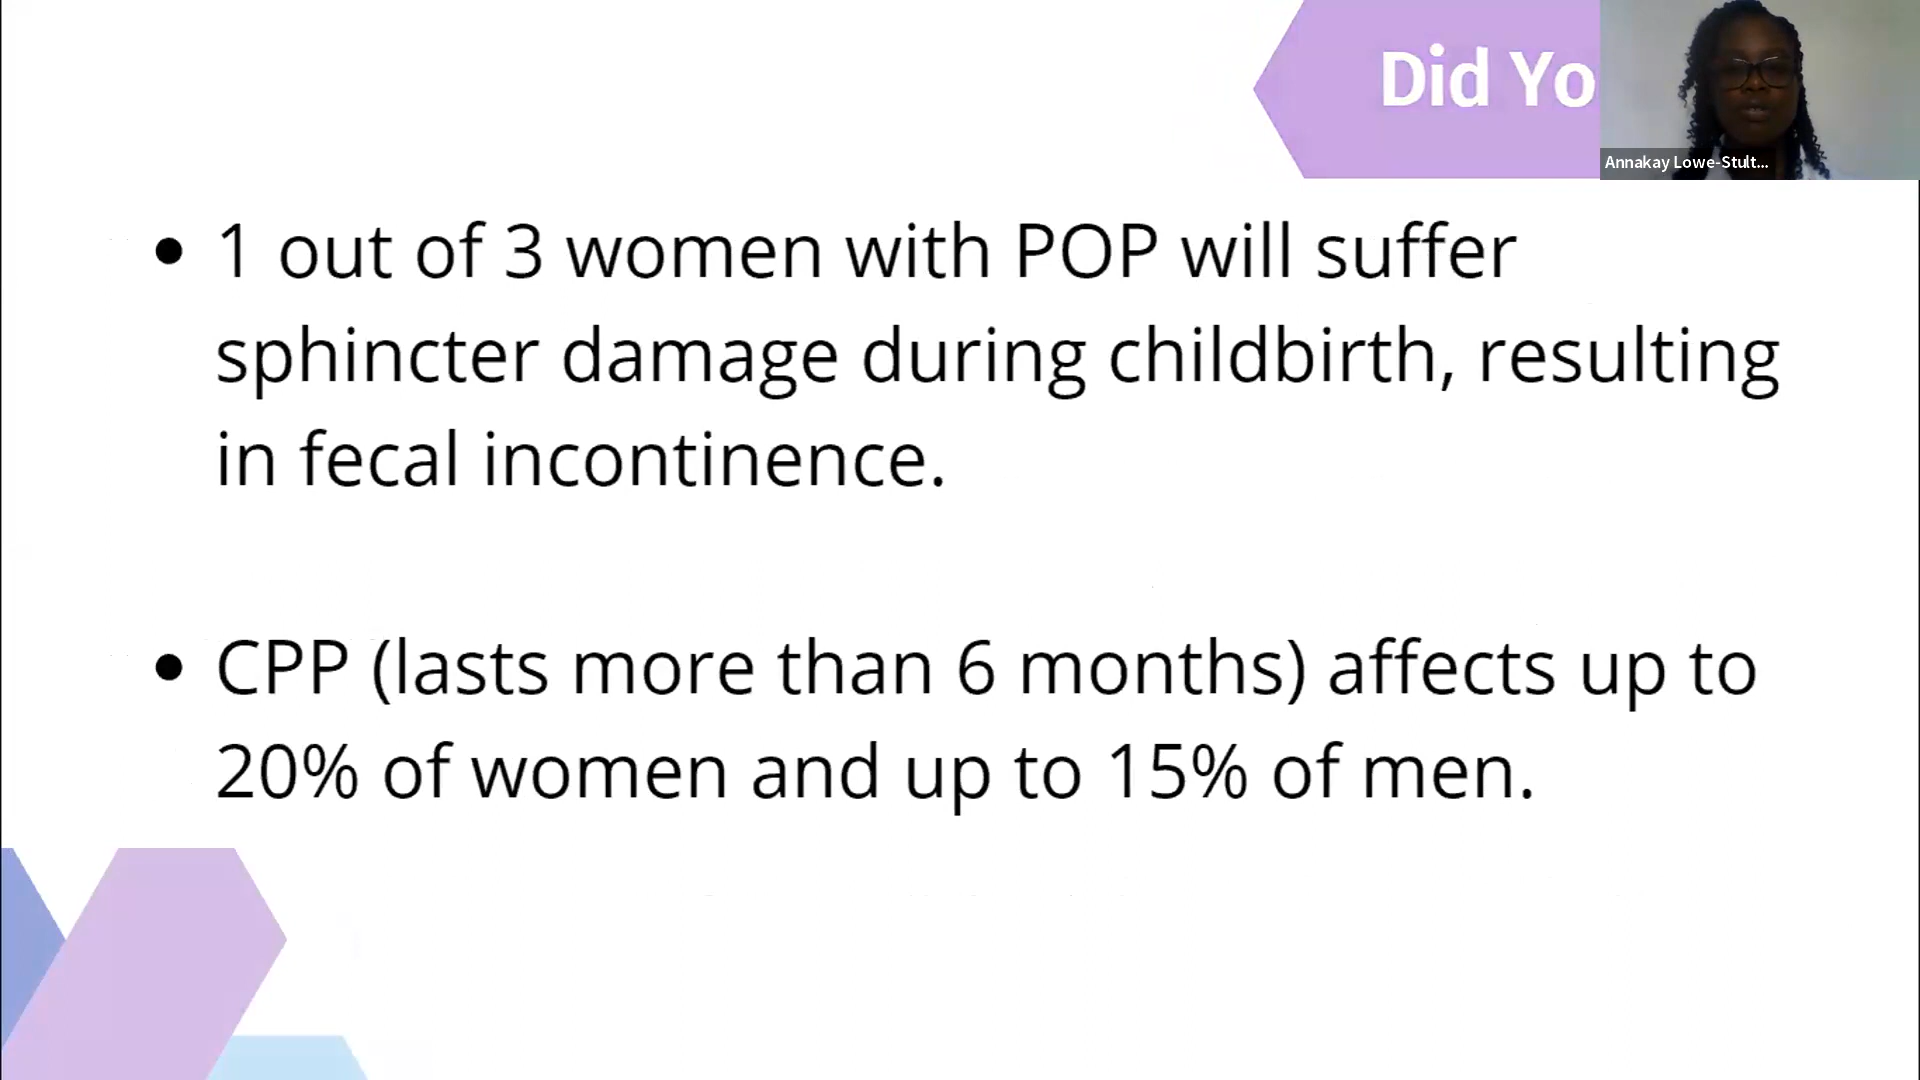 Did Yo
Annakay Lowe-Stult...
• 1 out of 3 women with POP will suffer
sphincter damage during childbirth, resulting
in fecal incontinence.
• CPP (lasts more than 6 months) affects up to
20% of women and up to 15% of men.